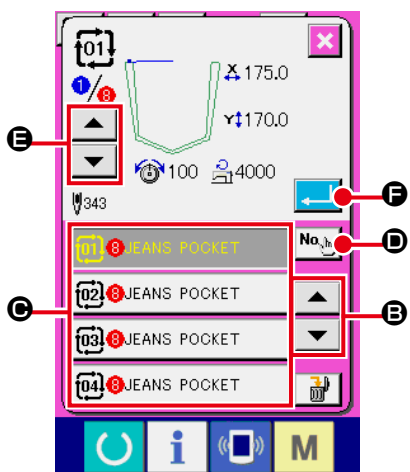 01
X 175.0
1/8
Y 170.0
E
100 4000
343
F
No.
D
01 8 JEANS POCKET
02 8 JEANS POCKET
C
B
03 8 JEANS POCKET
04 8 JEANS POCKET
i
M